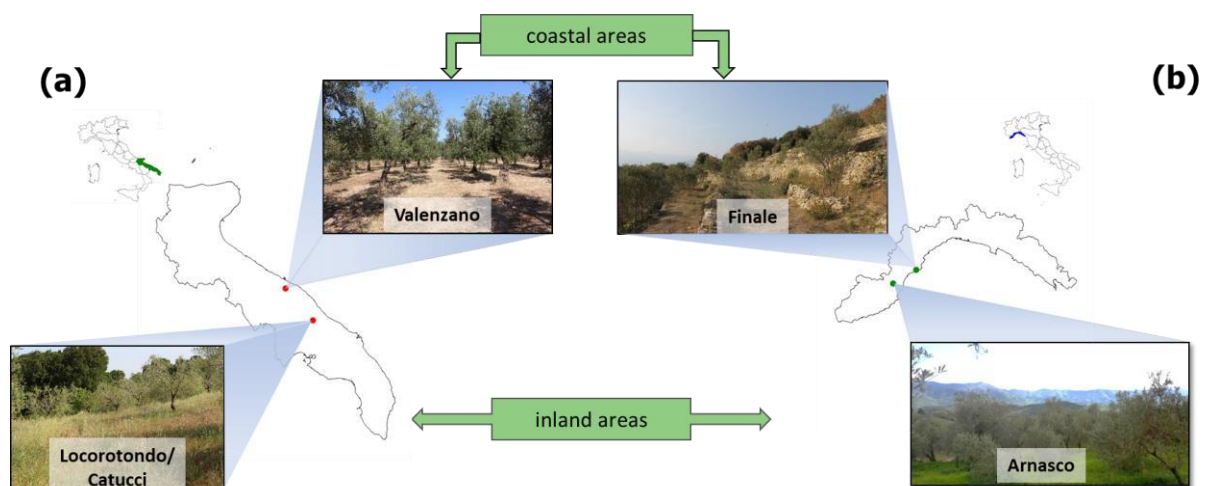 coastal areas
(a)
(b)
Valenzano
Finale
inland areas
Locorotondo/
Catucci
Arnasco